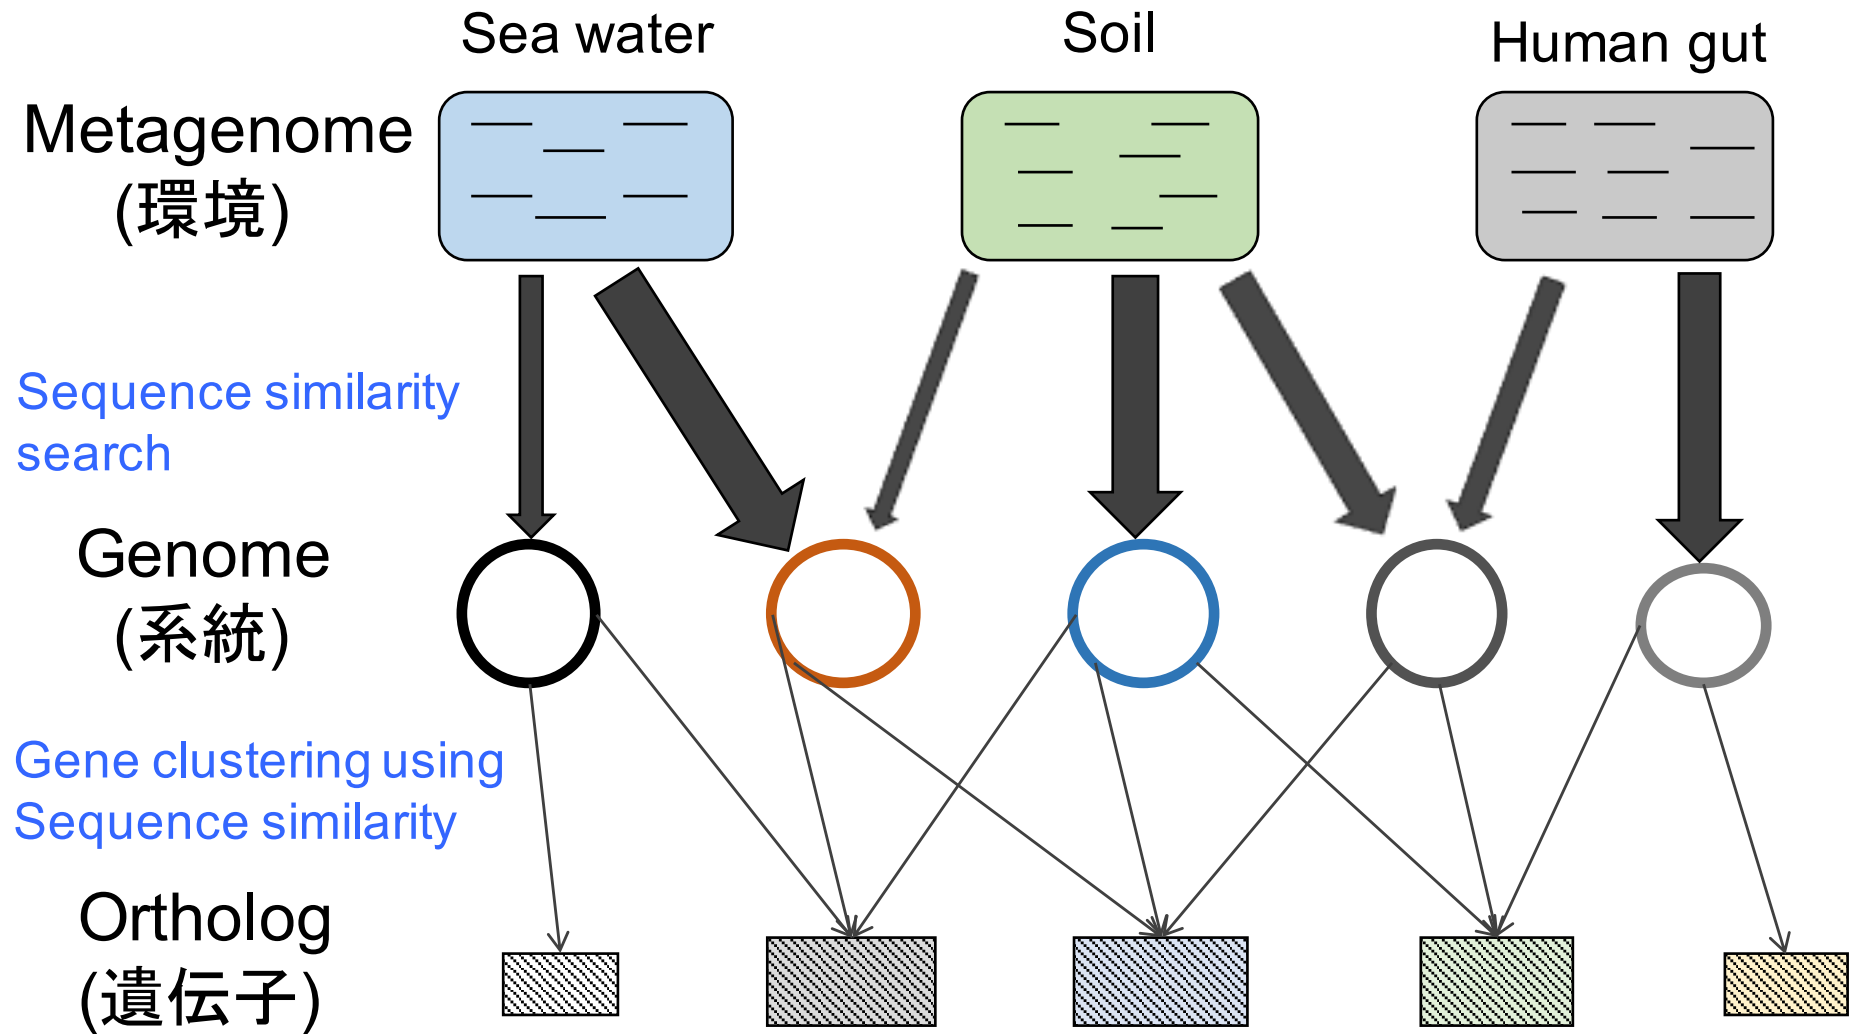 Sea water
Soil
Human gut
Metagenome
(環境)
Sequence similarity
search
Genome
(系統)
Gene clustering using
Sequence similarity
Ortholog
(遺伝子)